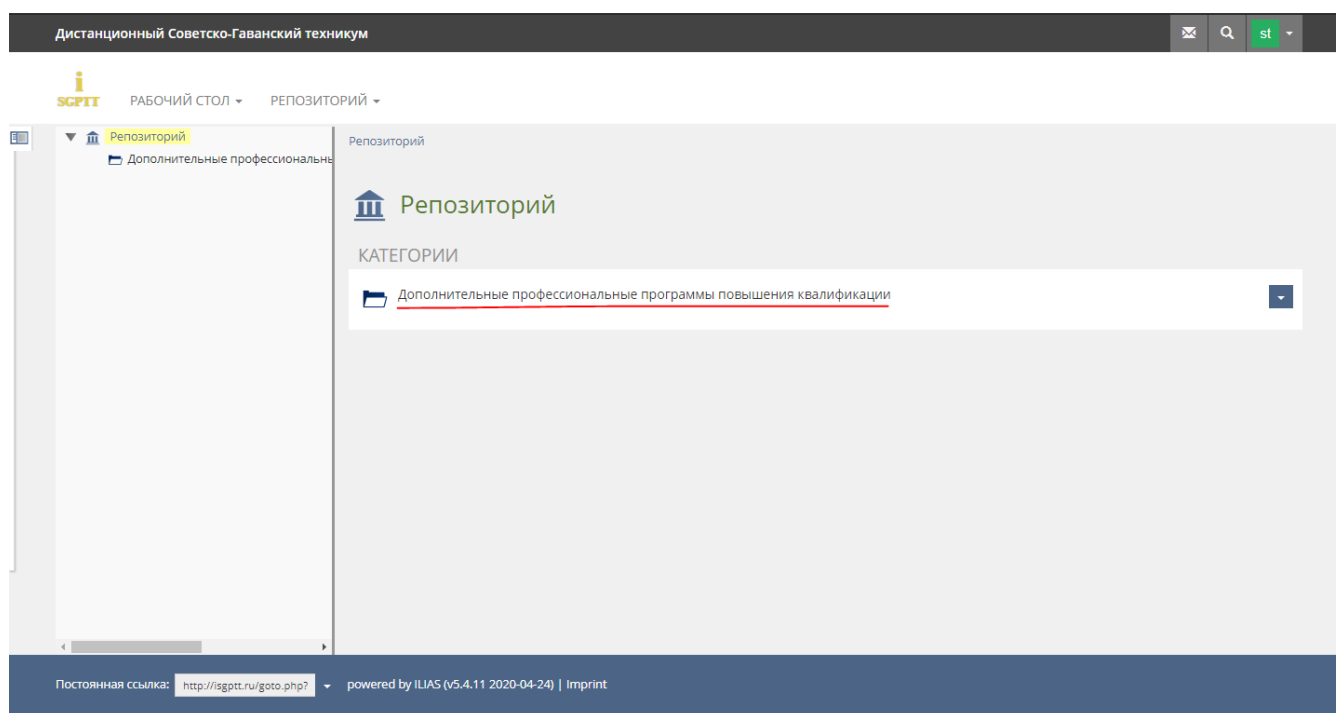 Дистанционный Советско-Гаванский техникум
st
i
SGPTT
РАБОЧИЙ СТОЛ
РЕПОЗИТОРИЙ
Репозиторий
Дополнительные профессиональнь
Репозиторий
Репозиторий
КАТЕГОРИИ
Дополнительные профессиональные программы повышения квалификации
Постоянная ссылка: http://isgptt.ru/goto.php? powered by ILIAS (v5.4.11 2020-04-24) | Imprint